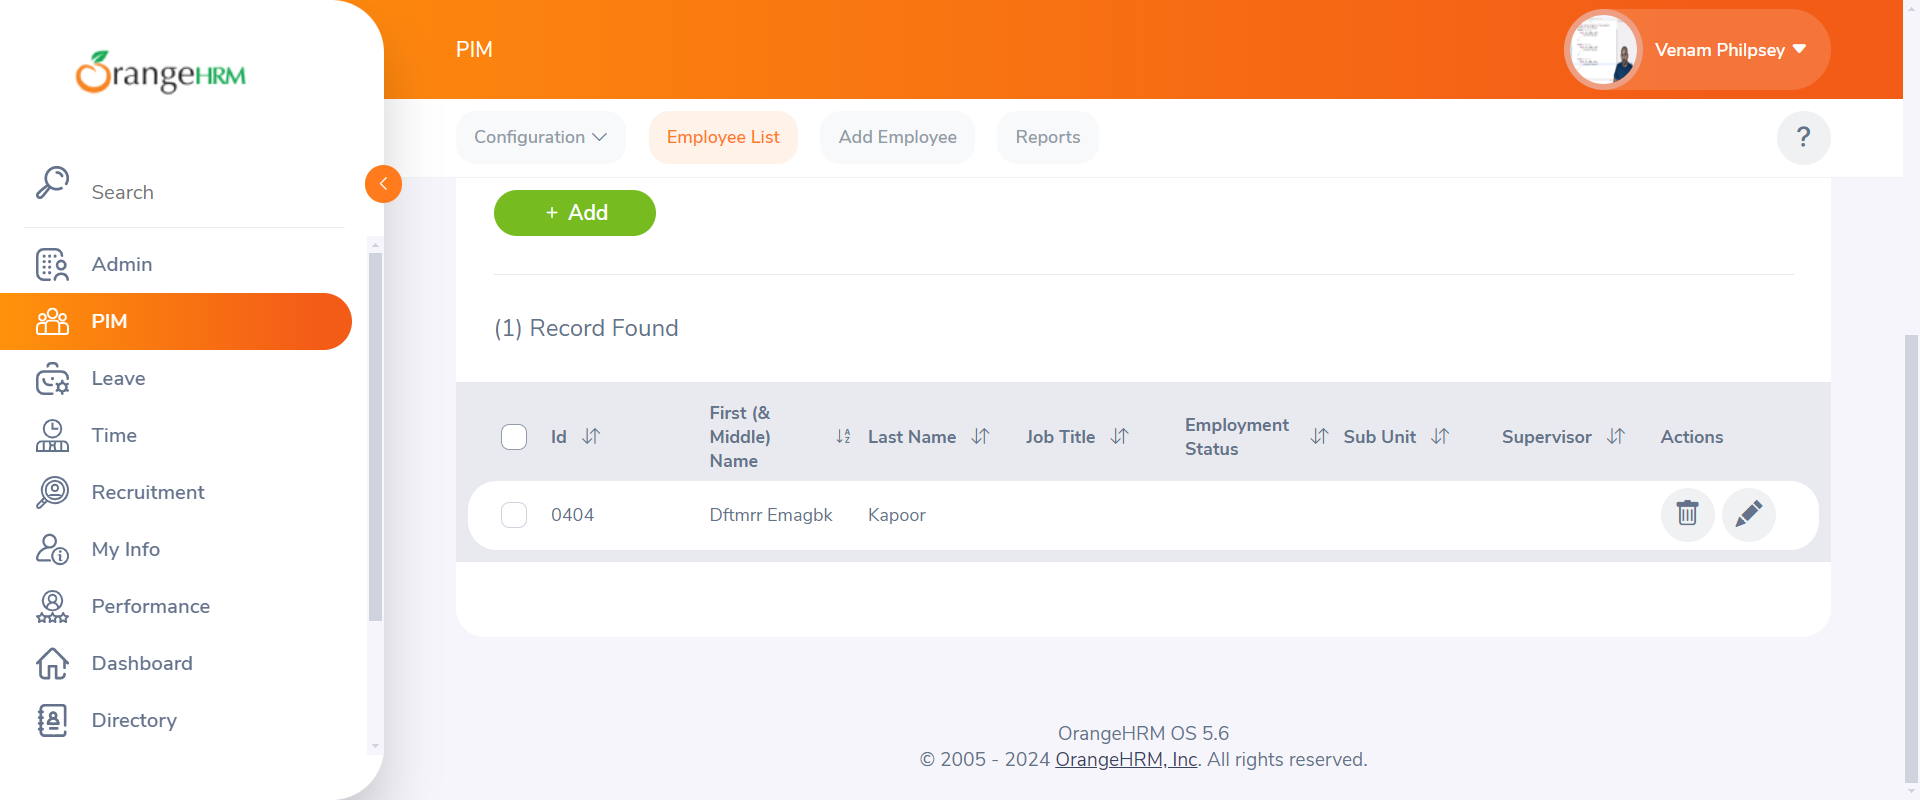 OrangeHRM
Search
Admin
PIM
Leave
Time
Recruitment
My Info
Performance
Dashboard
Directory
PIM
Venam Philpsey
Configuration
Employee List
Add Employee
Reports
?
+ Add
(1) Record Found
Id
First (& Middle) Name
Last Name
Job Title
Employment Status
Sub Unit
Supervisor
Actions
0404
Dftmrr Emagbk
Kapoor
OrangeHRM OS 5.6
© 2005 - 2024 OrangeHRM, Inc. All rights reserved.